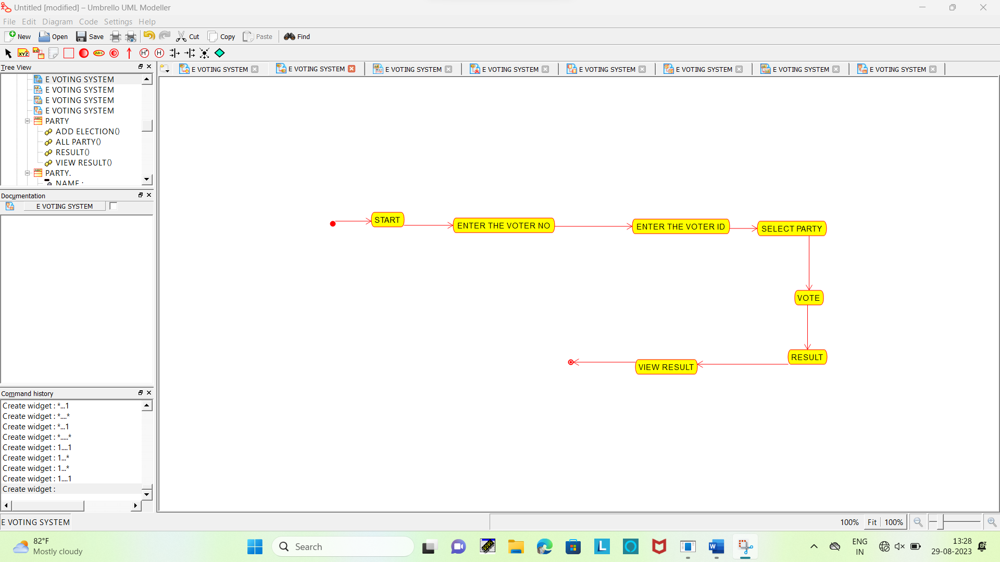 Untitled [modified] – Umbrello UML Modeller
File Edit Diagram Code Settings Help
New Open Save Cut Copy Paste Find
XYZ XYZ ABC H* H
Tree View
E VOTING SYSTEM E VOTING SYSTEM E VOTING SYSTEM E VOTING SYSTEM E VOTING SYSTEM E VOTING SYSTEM E VOTING SYSTEM E VOTING SYSTEM
E VOTING SYSTEM
E VOTING SYSTEM
E VOTING SYSTEM
E VOTING SYSTEM
PARTY
ADD ELECTION()
ALL PARTY()
RESULT()
VIEW RESULT()
PARTY.
NAME :
Documentation
E VOTING SYSTEM
START
ENTER THE VOTER NO
ENTER THE VOTER ID
SELECT PARTY
VOTE
RESULT
VIEW RESULT
Command history
Create widget : *...1
Create widget : *....*
Create widget : *...1
Create widget : *.....*
Create widget : 1....1
Create widget : 1...*
Create widget : 1...*
Create widget : 1....1
Create widget :
E VOTING SYSTEM
100% Fit 100%
82°F
Mostly cloudy
Search
ENG
IN
13:28
29-08-2023